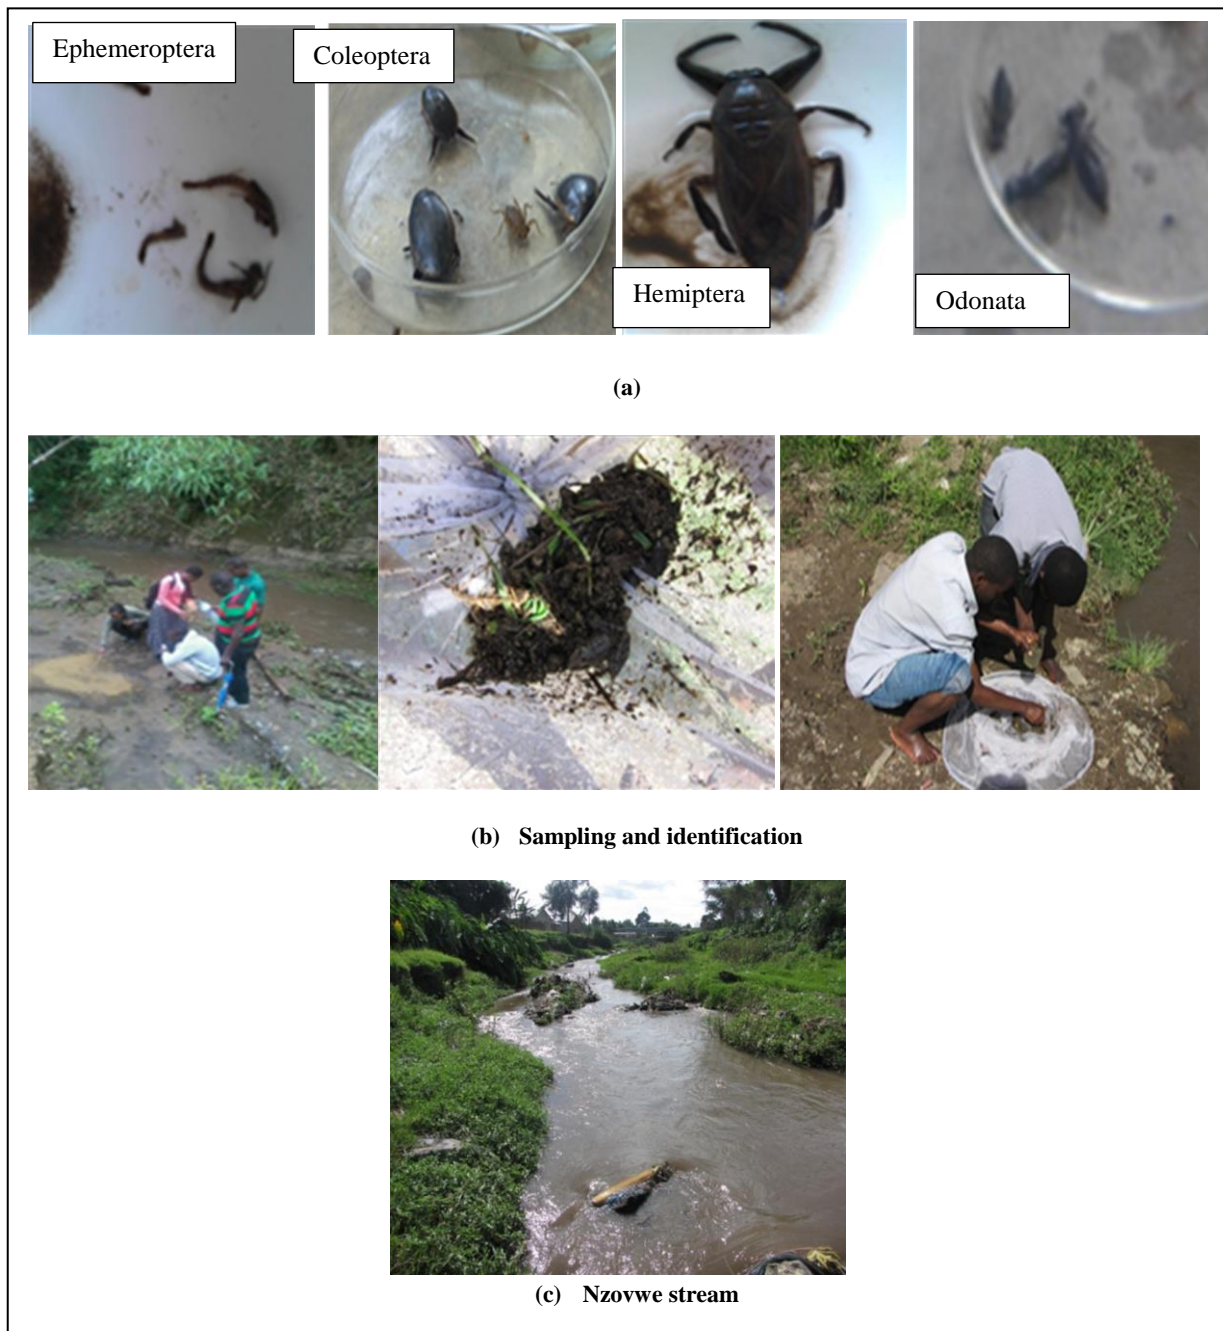 Ephemeroptera
Coleoptera
Hemiptera
Odonata
(a)
(b) Sampling and identification
(c) Nzovwe stream